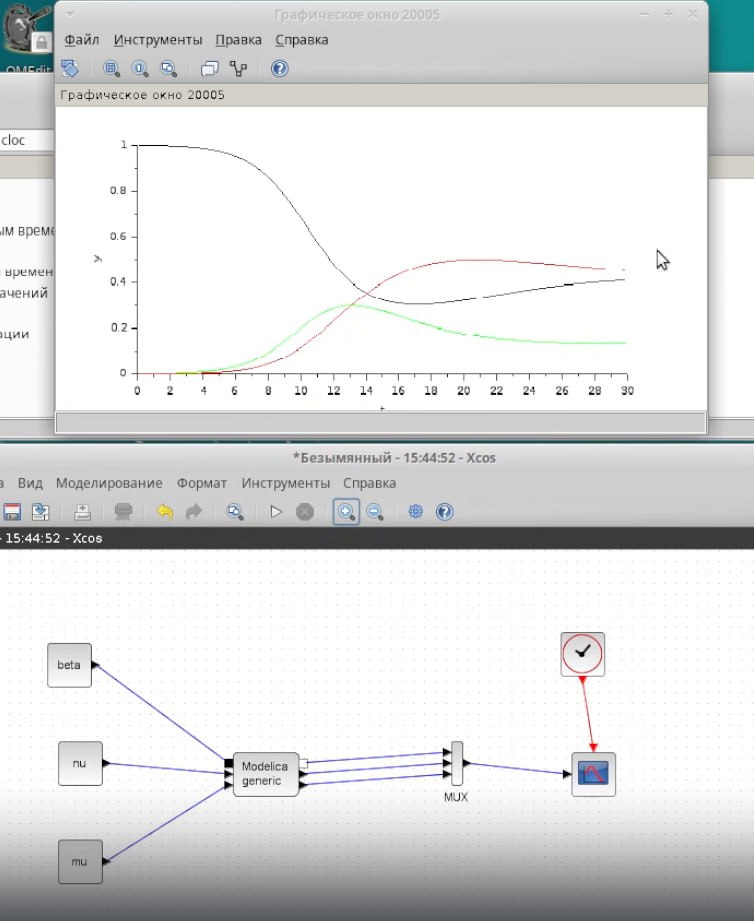 Графическое окно 20005
Файл Инструменты Правка Справка
OMEdit
Графическое окно 20005
cloc
ым време
времен
ачений
ации
1
0.8
0.6
0.4
0.2
0
y
0 2 4 6 8 10 12 14 16 18 20 22 24 26 28 30
t
*Безымянный - 15:44:52 - Xcos
а Вид Моделирование Формат Инструменты Справка
- 15:44:52 - Xcos
beta
nu
Modelica
generic
MUX
mu